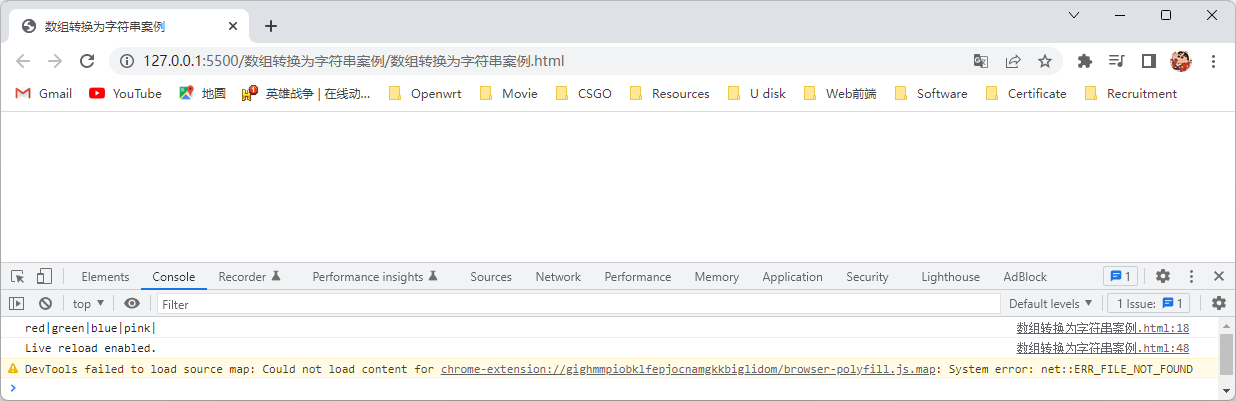 数组转换为字符串案例
127.0.0.1:5500/数组转换为字符串案例/数组转换为字符串案例.html
Gmail YouTube 地图 英雄战争 | 在线动... Openwrt Movie CSGO Resources U disk Web前端 Software Certificate Recruitment
Elements Console Recorder Performance insights Sources Network Performance Memory Application Security Lighthouse AdBlock 1
top Filter Default levels 1 Issue: 1
red|green|blue|pink| 数组转换为字符串案例.html:18
Live reload enabled. 数组转换为字符串案例.html:48
DevTools failed to load source map: Could not load content for chrome-extension://gighmmpiobklfepjocnamgkkbiglidom/browser-polyfill.js.map: System error: net::ERR_FILE_NOT_FOUND